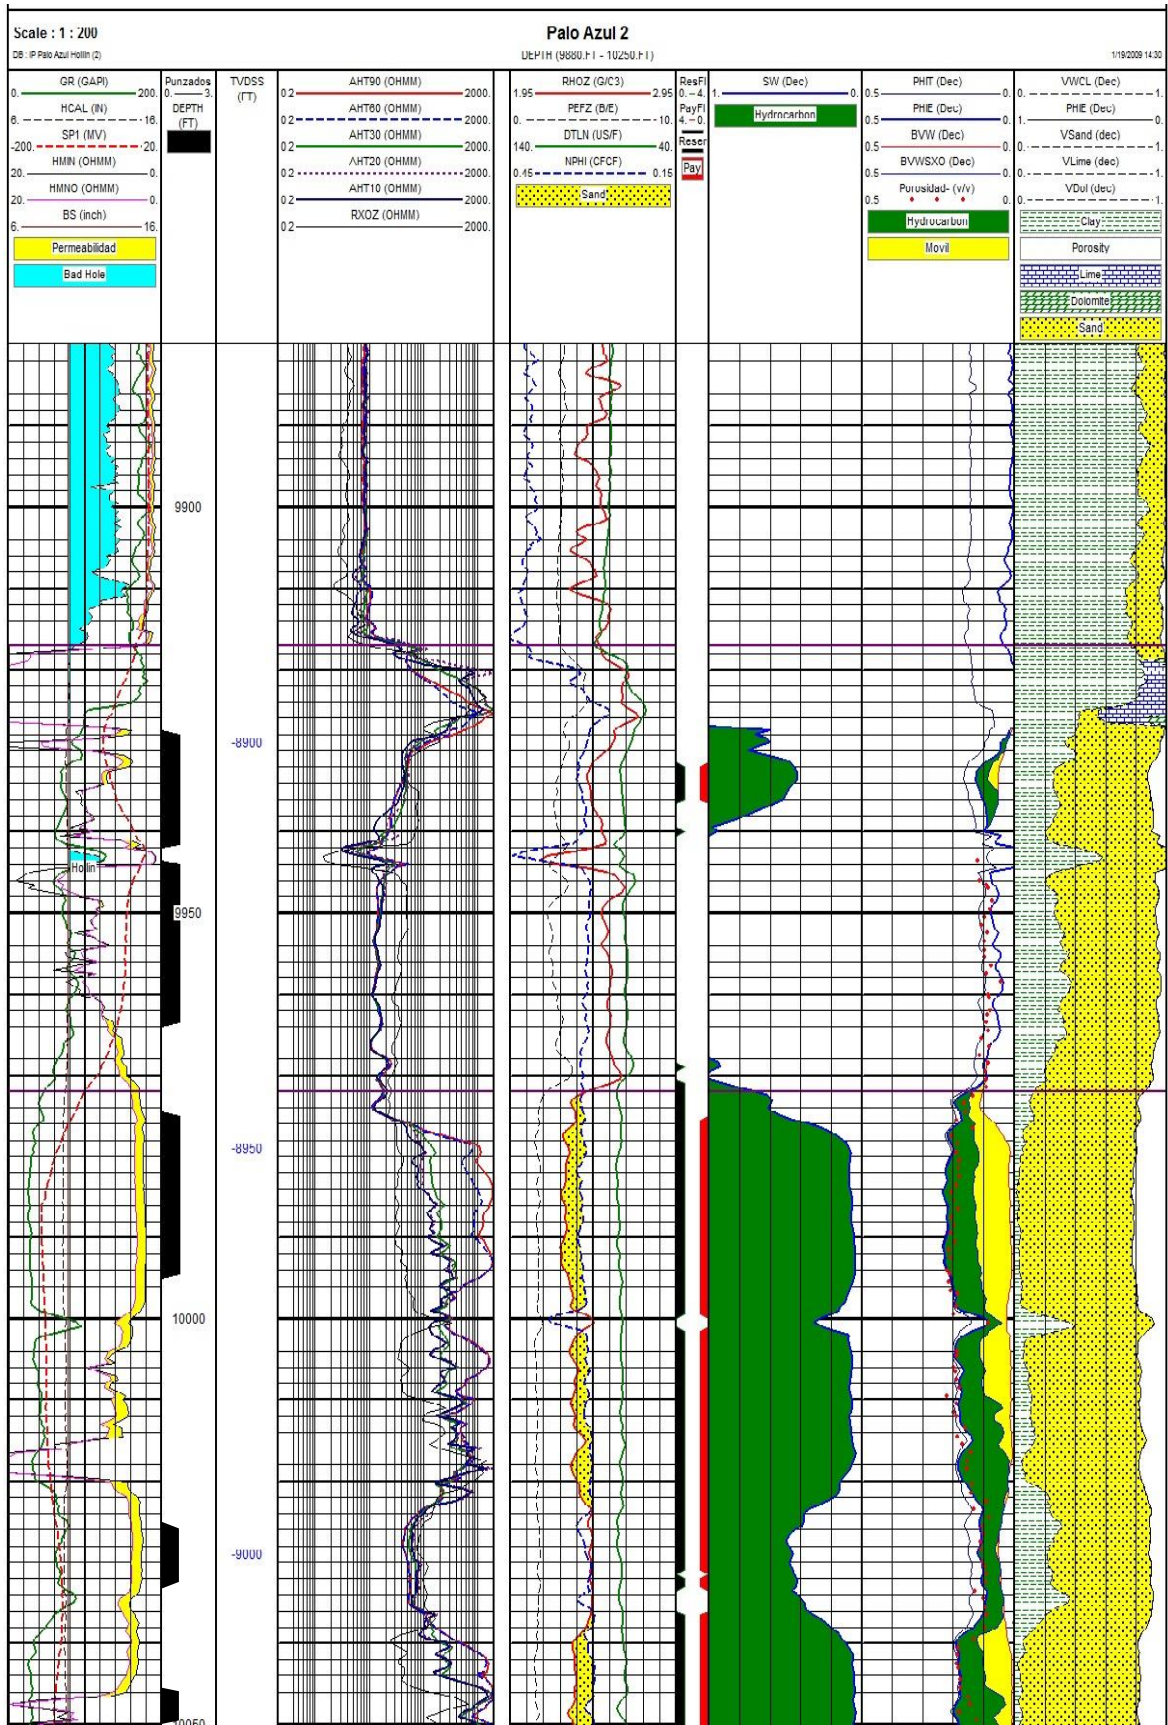 Scale : 1 : 200
Palo Azul 2
DB : IP Palo Azul Hollin (2)
DEPTH (9880.FT - 10250.FT)
1/19/2009 14:30
GR (GAPI)
0. 200.
HCAL (IN)
6. 16.
SP1 (MV)
-200. 20.
HMIN (OHMM)
20. 0.
HMNO (OHMM)
20. 0.
BS (inch)
6. 16.
Permeabilidad
Bad Hole
Punzados
0. 3.
DEPTH
(FT)
TVDSS
(FT)
AHT90 (OHMM)
0.2 2000.
AHT60 (OHMM)
0.2 2000.
AHT30 (OHMM)
0.2 2000.
AHT20 (OHMM)
0.2 2000.
AHT10 (OHMM)
0.2 2000.
RXOZ (OHMM)
0.2 2000.
RHOZ (G/C3)
1.95 2.95
PEFZ (B/E)
0. 10.
DTLN (US/F)
140. 40.
NPHI (CFCF)
0.45 -0.15
Sand
ResFl
0. 4.
PayFl
4. 0.
Reser
Pay
SW (Dec)
1. 0.
Hydrocarbon
PHIT (Dec)
0.5 0.
PHIE (Dec)
0.5 0.
BVW (Dec)
0.5 0.
BVWSXO (Dec)
0.5 0.
Porosidad- (v/v)
0.5 0.
Hydrocarbon
Movil
VWCL (Dec)
0. 1.
PHIE (Dec)
1. 0.
VSand (dec)
0. 1.
VLime (dec)
0. 1.
VDol (dec)
0. 1.
Clay
Porosity
Lime
Dolomite
Sand
9900
-8900
Hollin
9950
-8950
10000
-9000
10050